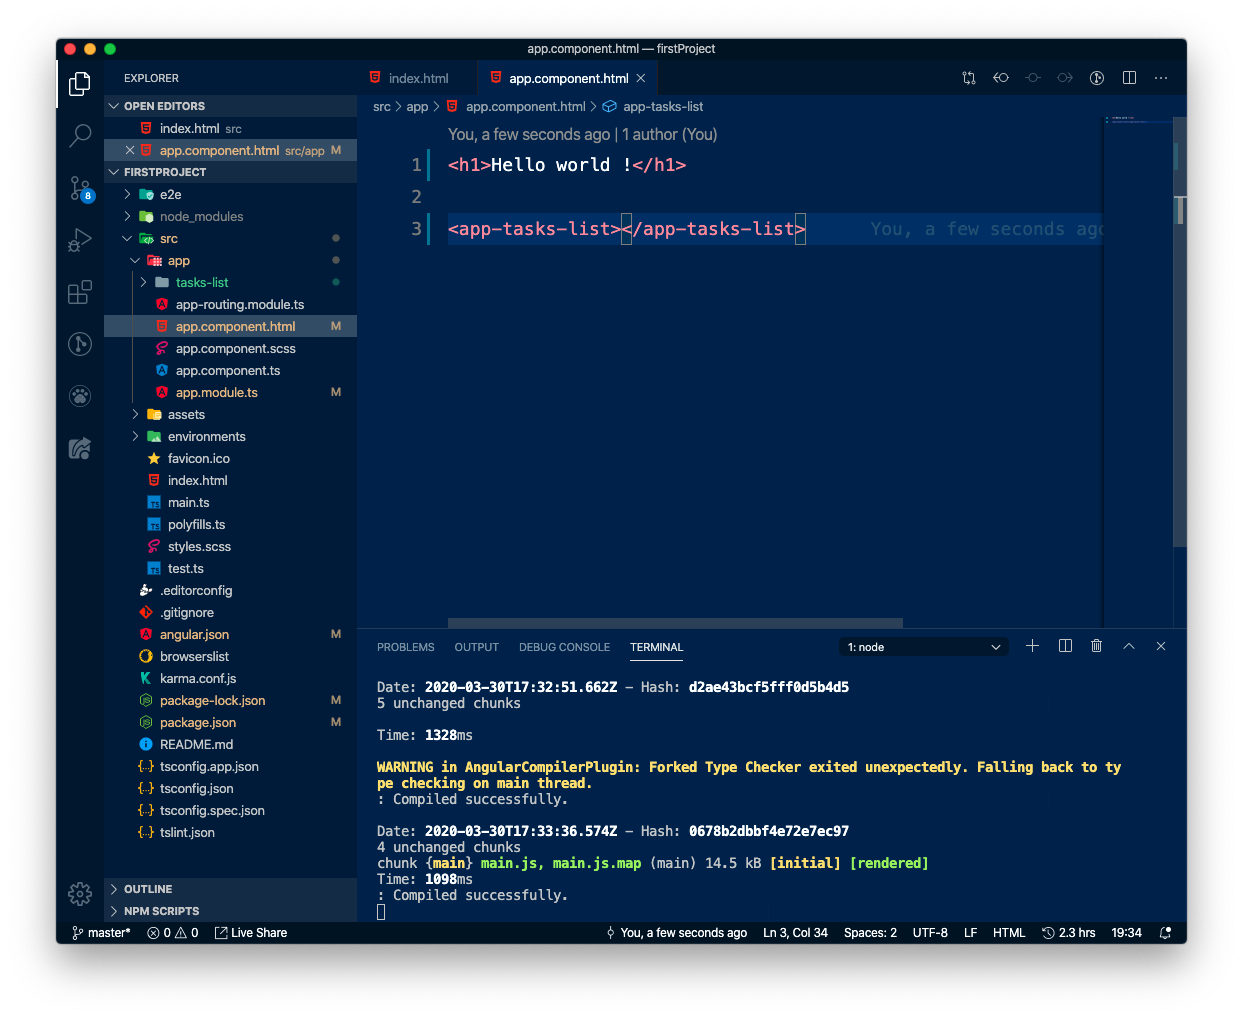 app.component.html — firstProject
EXPLORER
OPEN EDITORS
index.html src
app.component.html src/app M
FIRSTPROJECT
e2e
node_modules
src
app
tasks-list
app-routing.module.ts
app.component.html M
app.component.scss
app.component.ts
app.module.ts M
assets
environments
favicon.ico
index.html
main.ts
polyfills.ts
styles.scss
test.ts
.editorconfig
.gitignore
angular.json M
browserslist
karma.conf.js
package-lock.json M
package.json M
README.md
tsconfig.app.json
tsconfig.json
tsconfig.spec.json
tslint.json
OUTLINE
NPM SCRIPTS
8
index.html app.component.html
src > app > app.component.html > app-tasks-list
You, a few seconds ago | 1 author (You)
1 <h1>Hello world !</h1>
2
3 <app-tasks-list></app-tasks-list> You, a few seconds ago
PROBLEMS OUTPUT DEBUG CONSOLE TERMINAL 1: node
Date: 2020-03-30T17:32:51.662Z - Hash: d2ae43bcf5fff0d5b4d5
5 unchanged chunks
Time: 1328ms
WARNING in AngularCompilerPlugin: Forked Type Checker exited unexpectedly. Falling back to ty
pe checking on main thread.
: Compiled successfully.
Date: 2020-03-30T17:33:36.574Z - Hash: 0678b2dbbf4e72e7ec97
4 unchanged chunks
chunk {main} main.js, main.js.map (main) 14.5 kB [initial] [rendered]
Time: 1098ms
: Compiled successfully.
master* 0 0 Live Share You, a few seconds ago Ln 3, Col 34 Spaces: 2 UTF-8 LF HTML 2.3 hrs 19:34